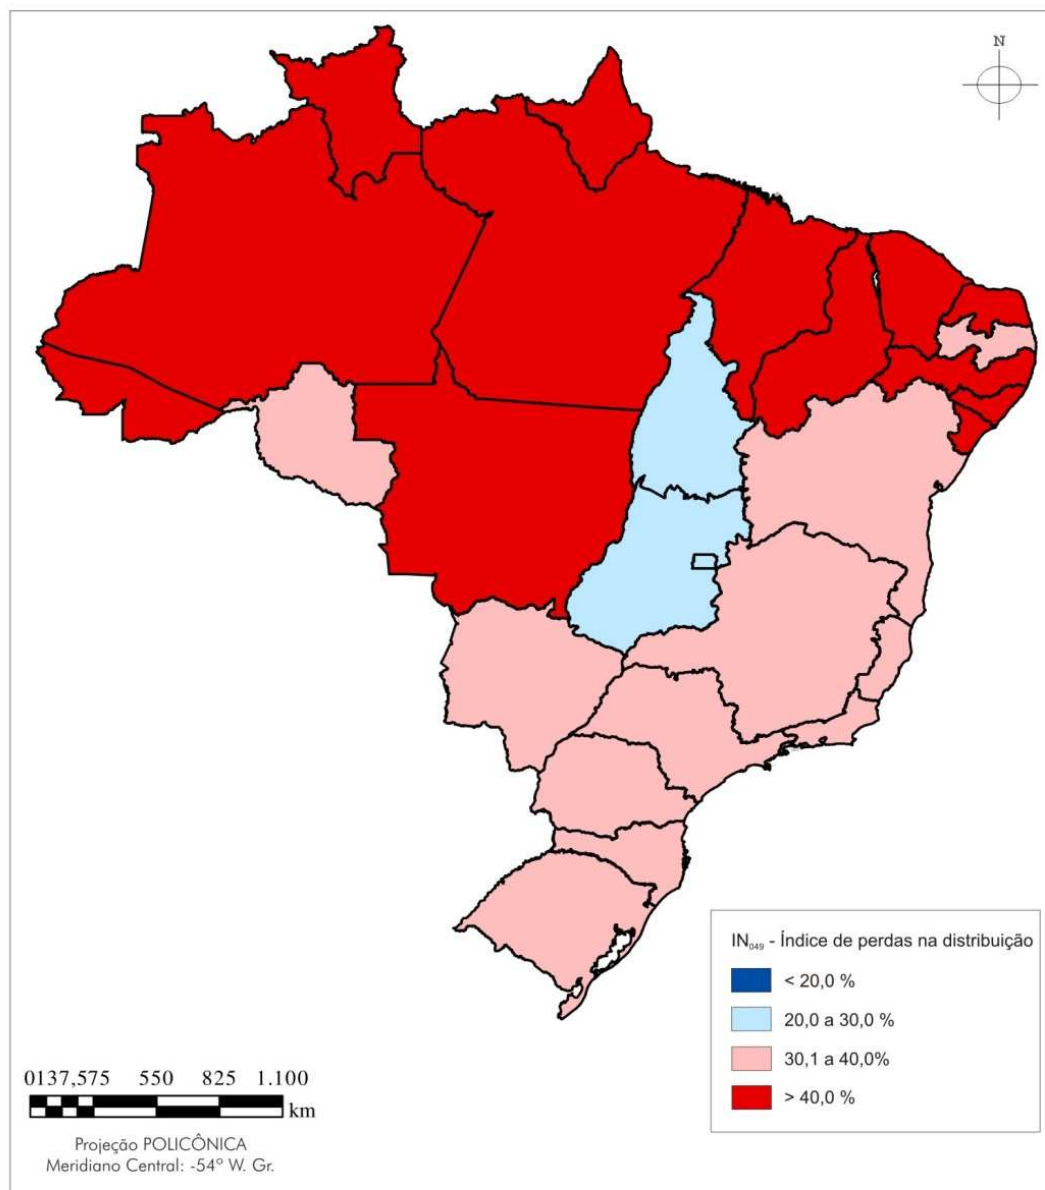 N
IN049 - Índice de perdas na distribuição
< 20,0 %
20,0 a 30,0 %
30,1 a 40,0%
> 40,0 %
0137,575 550 825 1.100
km
Projeção POLICÔNICA
Meridiano Central: -54º W. Gr.